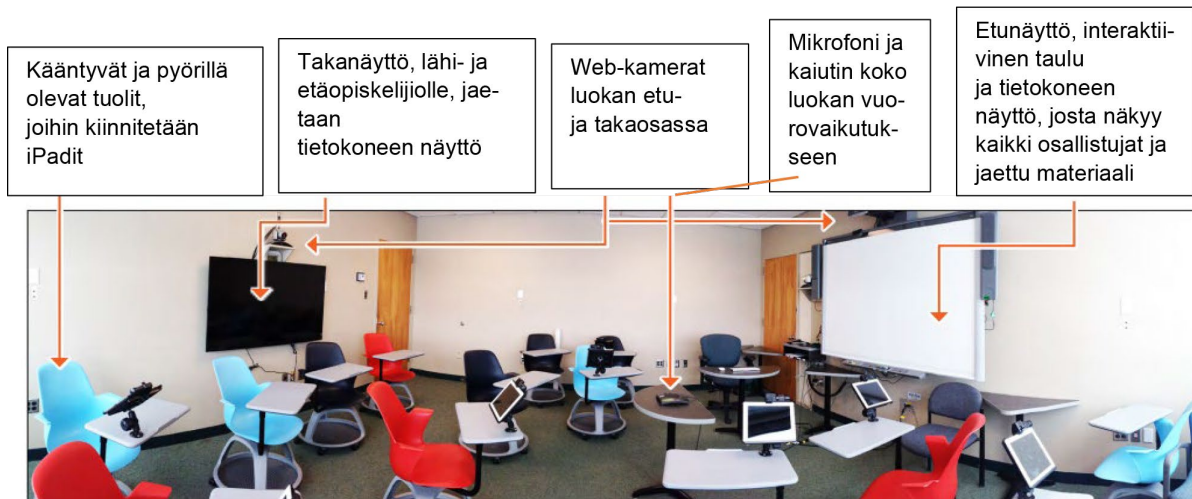 Kääntyvät ja pyörillä
olevat tuolit,
joihin kiinnitetään
iPadit
Takanäyttö, lähi- ja
etäopiskelijiolle, jae-
taan
tietokoneen näyttö
Web-kamerat
luokan etu-
ja takaosassa
Mikrofoni ja
kaiutin koko
luokan vuo-
rovaikutuk-
seen
Etunäyttö, interaktii-
vinen taulu
ja tietokoneen
näyttö, josta näkyy
kaikki osallistujat ja
jaettu materiaali